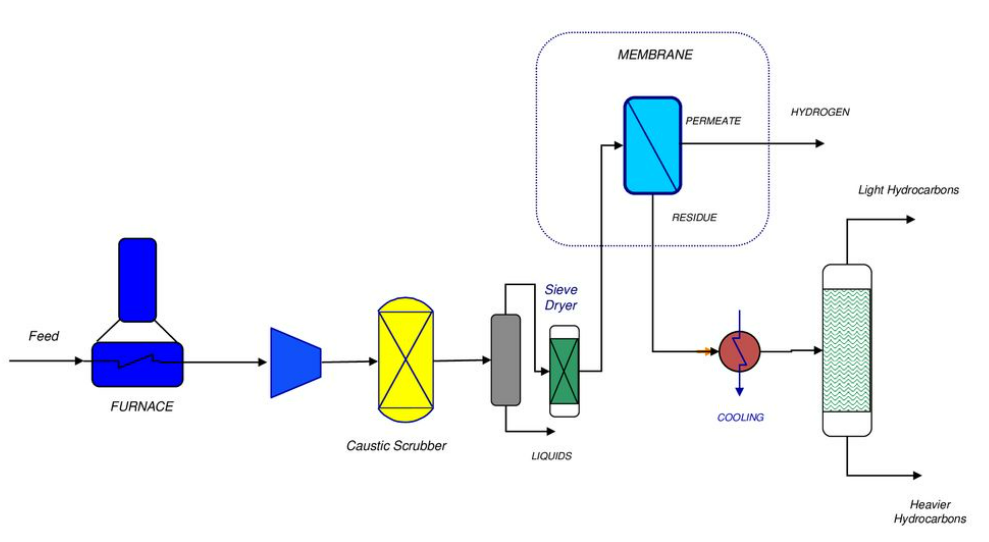 MEMBRANE
HYDROGEN
PERMEATE
Light Hydrocarbons
RESIDUE
Sieve
Dryer
Feed
FURNACE
COOLING
Caustic Scrubber
LIQUIDS
Heavier
Hydrocarbons